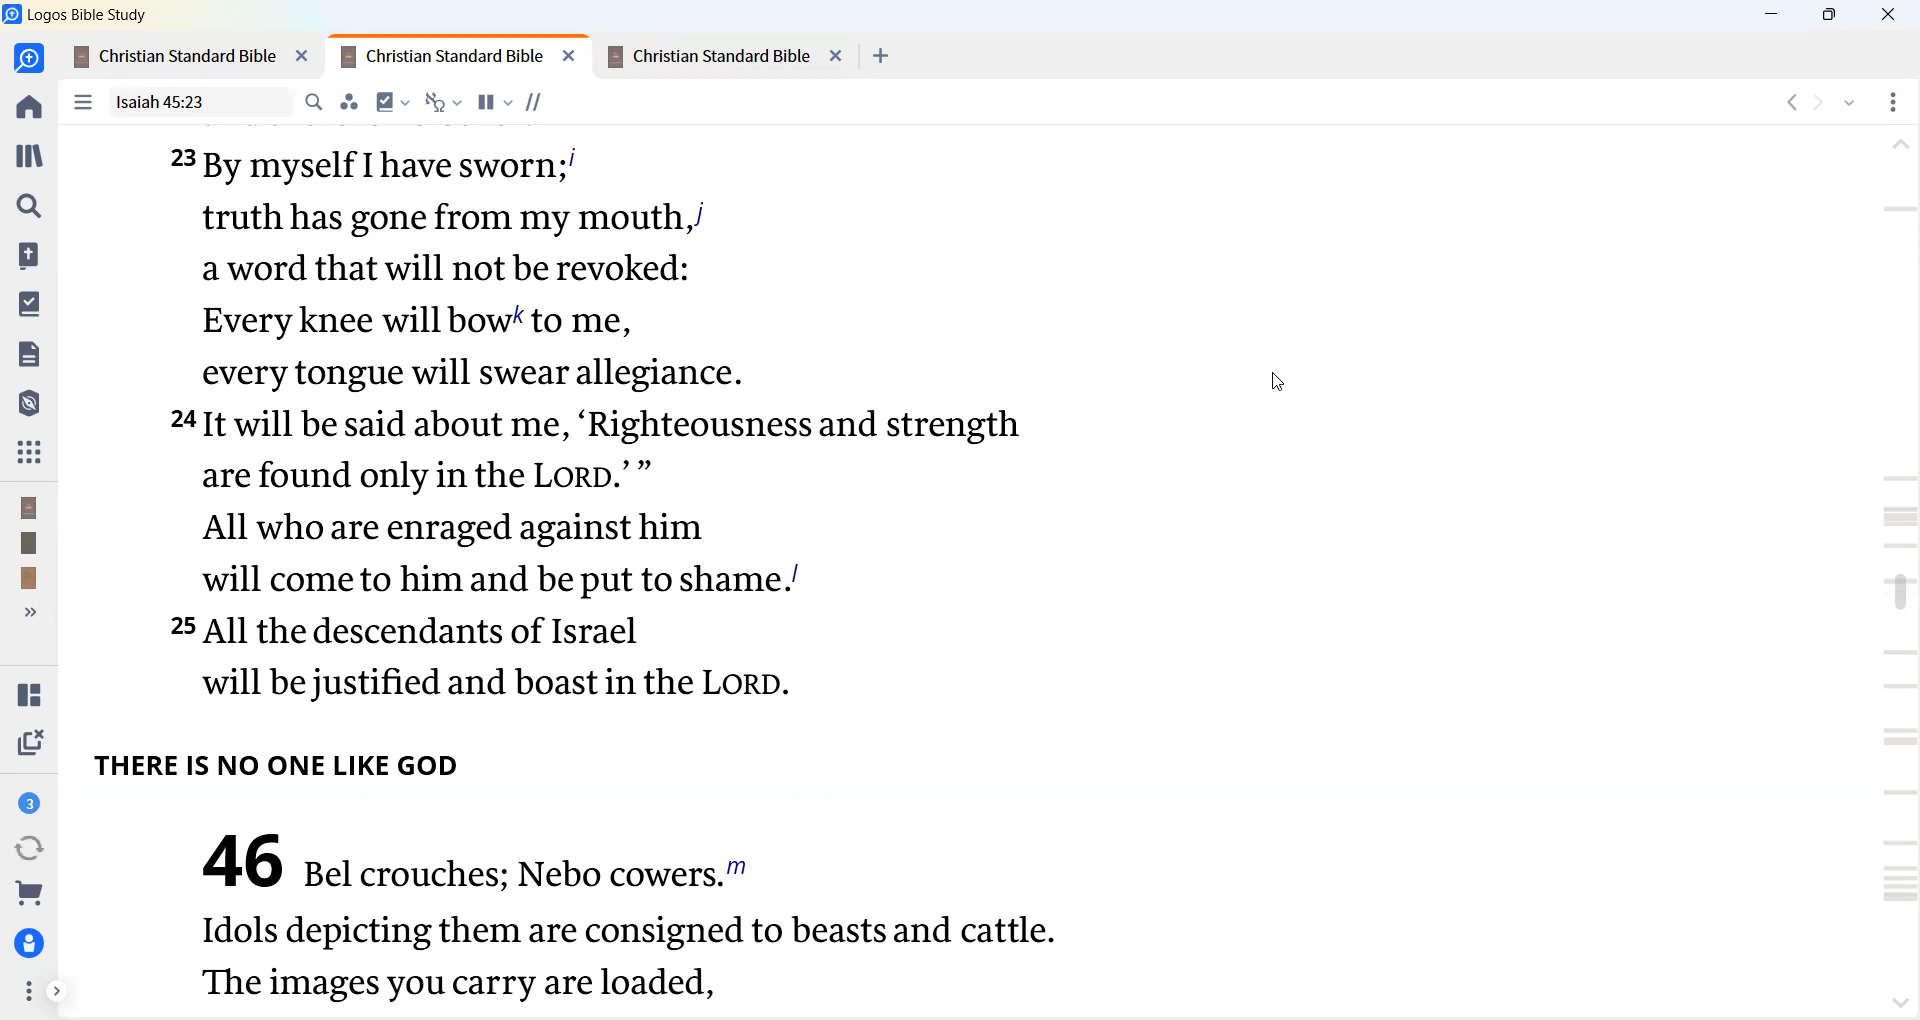 Logos Bible Study
Christian Standard Bible
Christian Standard Bible
Christian Standard Bible
Isaiah 45:23
23 By myself I have sworn;i
truth has gone from my mouth,j
a word that will not be revoked:
Every knee will bowk to me,
every tongue will swear allegiance.
24 It will be said about me, ‘Righteousness and strength
are found only in the LORD.’ ”
All who are enraged against him
will come to him and be put to shame.l
25 All the descendants of Israel
will be justified and boast in the LORD.
THERE IS NO ONE LIKE GOD
46 Bel crouches; Nebo cowers.m
Idols depicting them are consigned to beasts and cattle.
The images you carry are loaded,
3